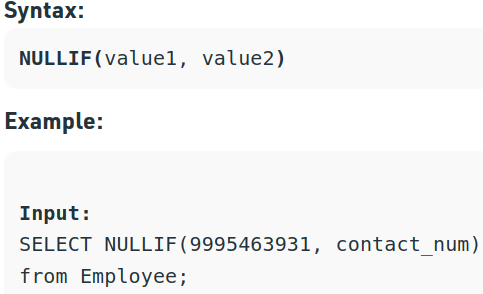 Syntax:
NULLIF(value1, value2)
Example:
Input:
SELECT NULLIF(9995463931, contact_num)
from Employee;